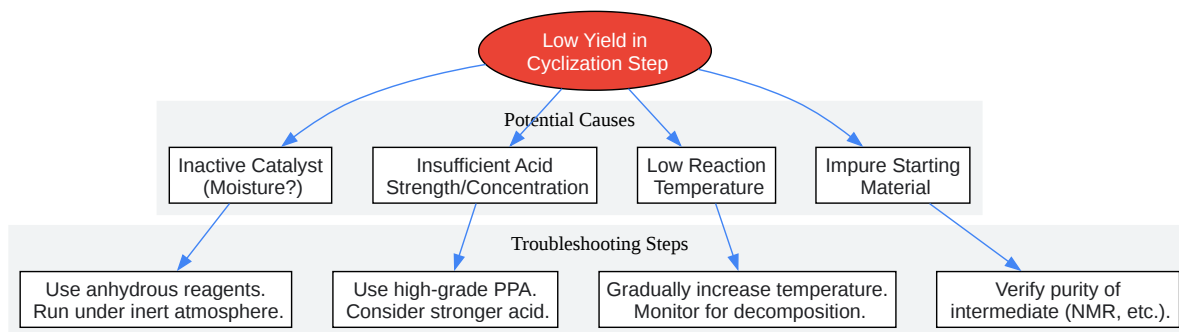 Low Yield in
Cyclization Step
Potential Causes
Inactive Catalyst
(Moisture?)
Insufficient Acid
Strength/Concentration
Low Reaction
Temperature
Impure Starting
Material
Troubleshooting Steps
Use anhydrous reagents.
Run under inert atmosphere.
Use high-grade PPA.
Consider stronger acid.
Gradually increase temperature.
Monitor for decomposition.
Verify purity of
intermediate (NMR, etc.).